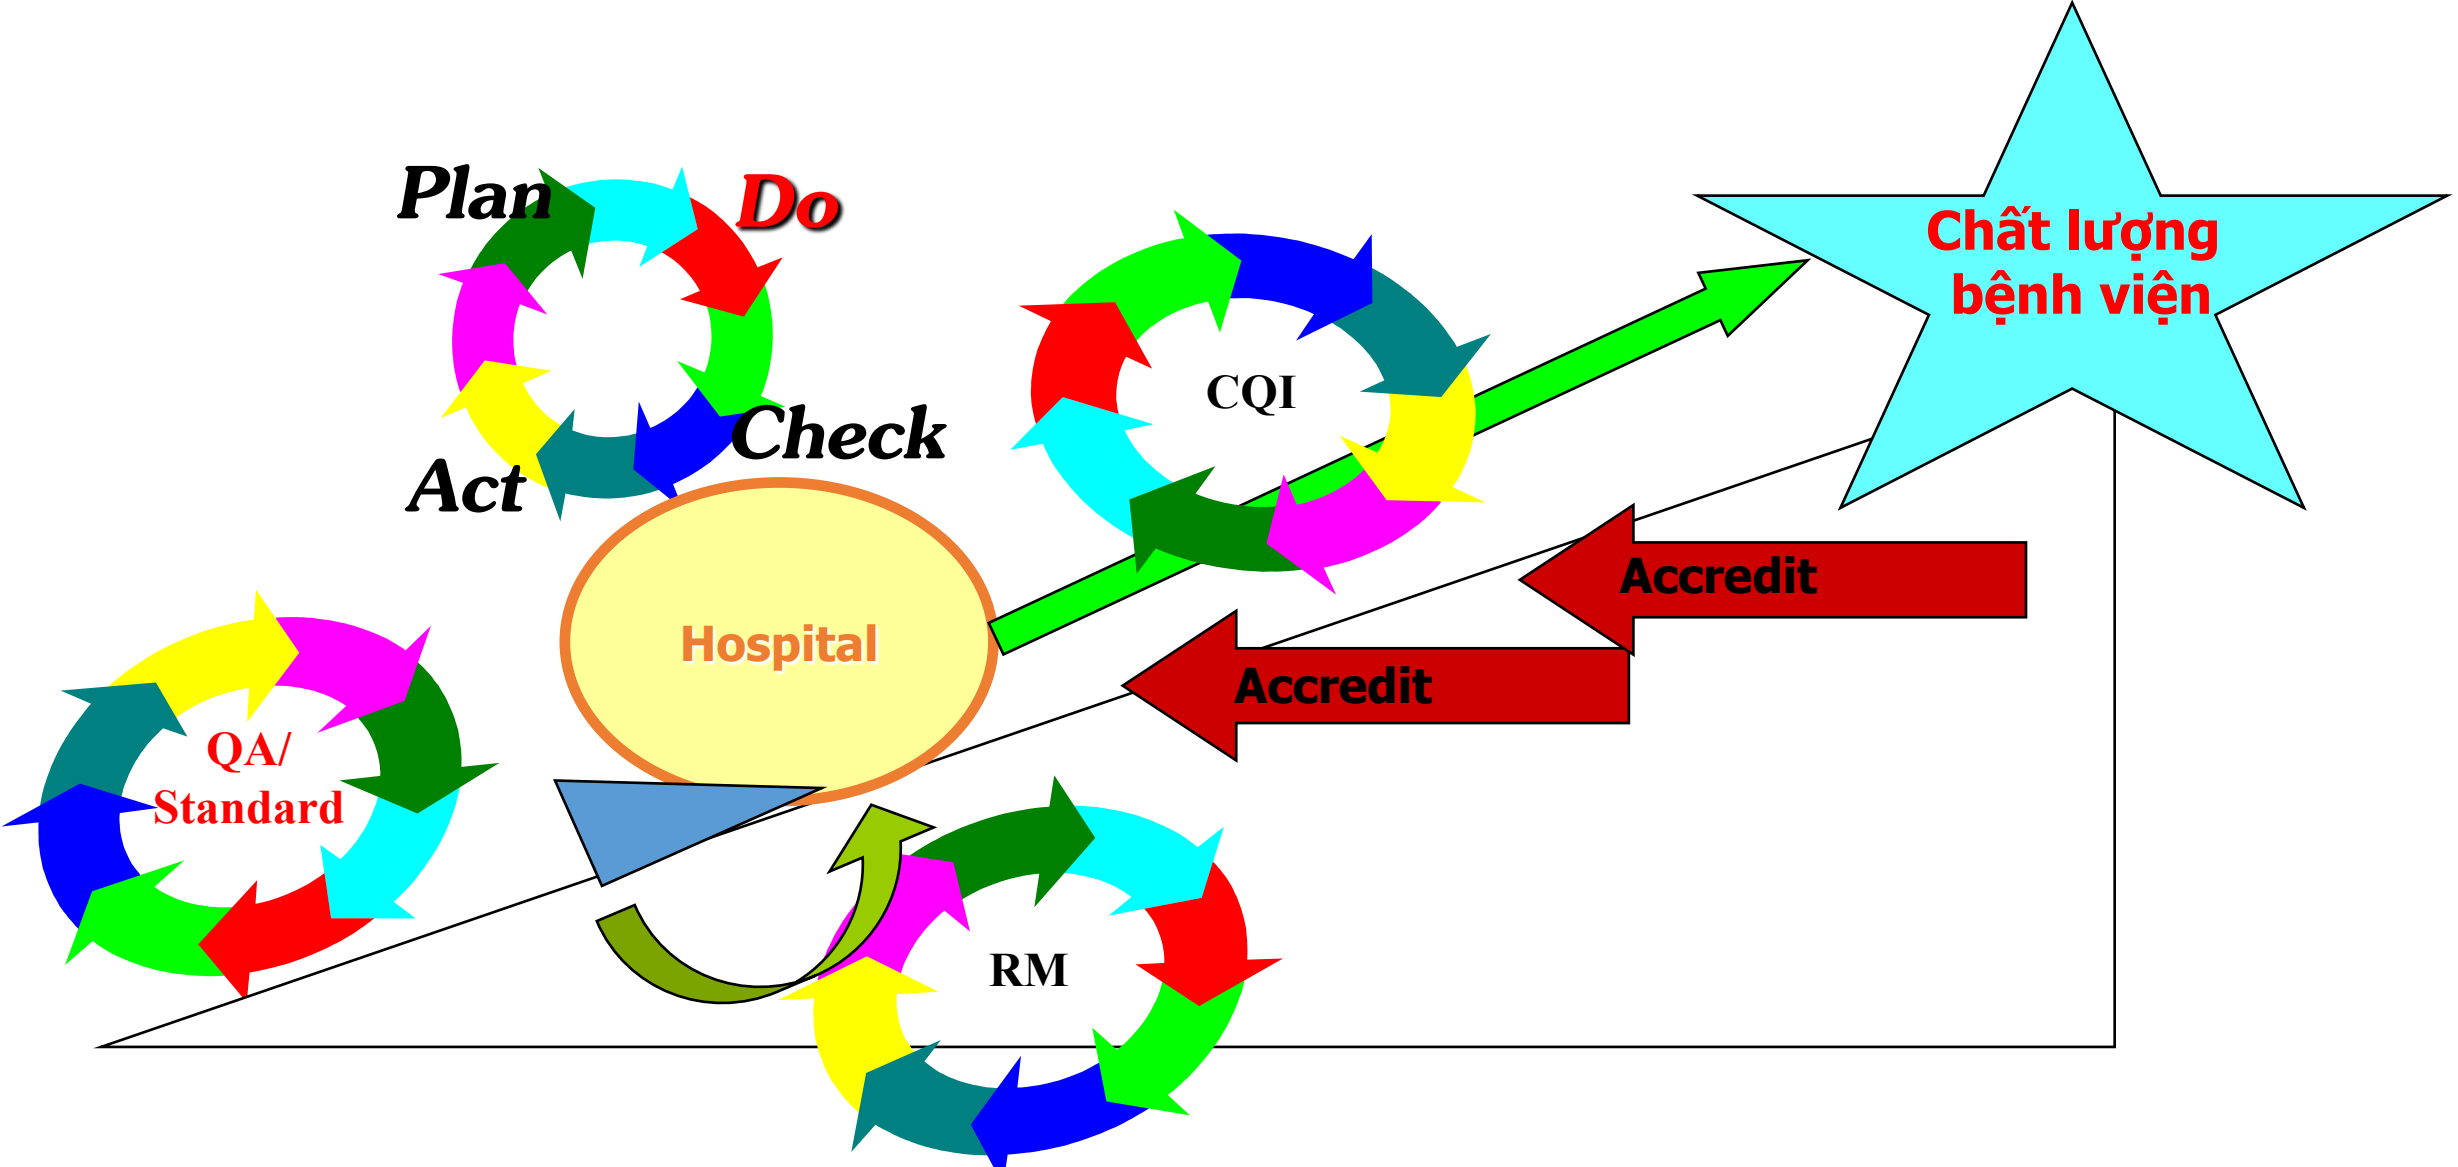 Plan
Do
Check
Act
Chất lượng
bệnh viện
CQI
Accredit
Accredit
Hospital
QA/
Standard
RM